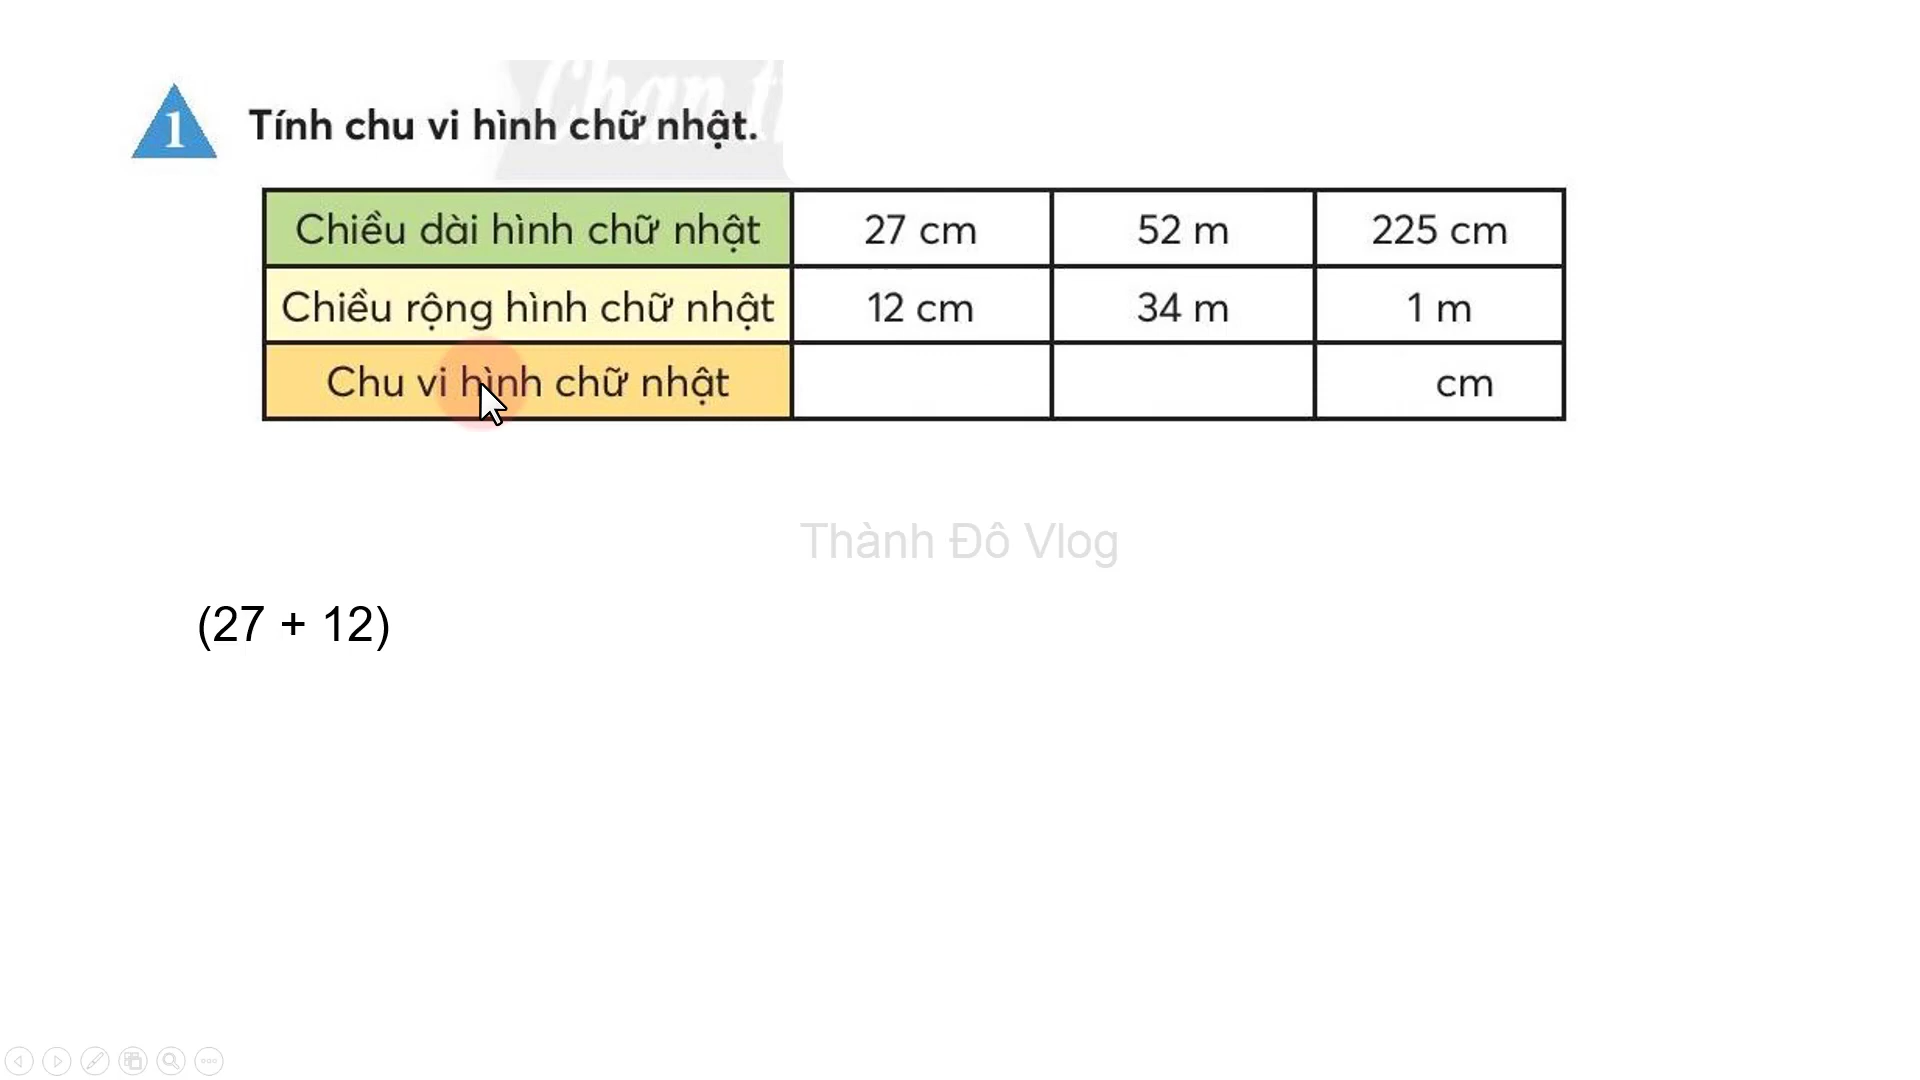 Chân t
1 Tính chu vi hình chữ nhật.
Chiều dài hình chữ nhật 27 cm 52 m 225 cm
Chiều rộng hình chữ nhật 12 cm 34 m 1 m
Chu vi hình chữ nhật cm
Thành Đô Vlog
(27 + 12)